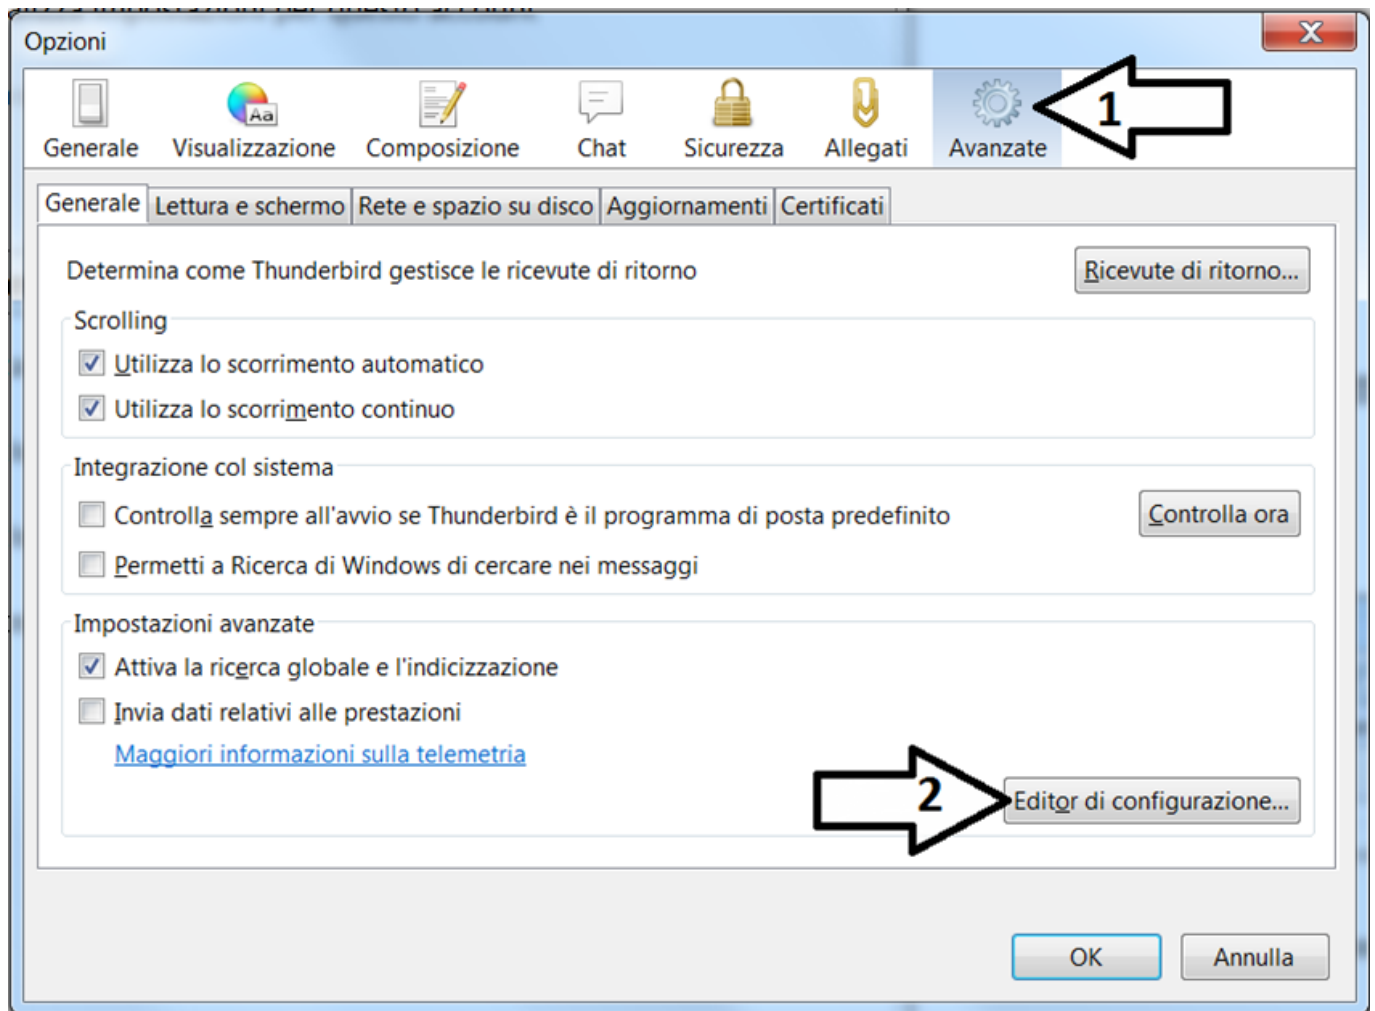 Opzioni
X
Generale Visualizzazione Composizione Chat Sicurezza Allegati Avanzate
1
Generale Lettura e schermo Rete e spazio su disco Aggiornamenti Certificati
Determina come Thunderbird gestisce le ricevute di ritorno Ricevute di ritorno...
Scrolling
Utilizza lo scorrimento automatico
Utilizza lo scorrimento continuo
Integrazione col sistema
Controlla sempre all'avvio se Thunderbird è il programma di posta predefinito Controlla ora
Permetti a Ricerca di Windows di cercare nei messaggi
Impostazioni avanzate
Attiva la ricerca globale e l'indicizzazione
Invia dati relativi alle prestazioni
Maggiori informazioni sulla telemetria
2 Editor di configurazione...
OK Annulla